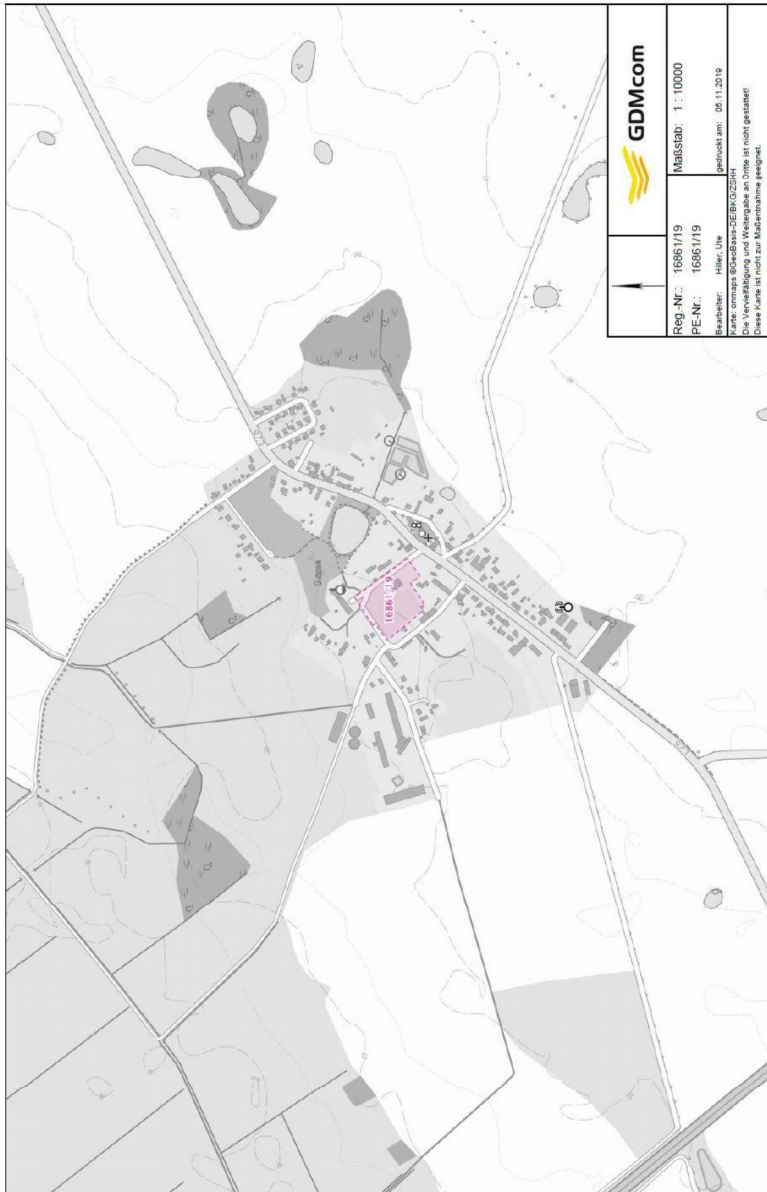 GDMcom
Reg.-Nr.: 16861/19
Maßstab: 1 : 10000
PE-Nr.: 16861/19
Bearbeiter: Hiller, Ute
gedruckt am: 05.11.2019
Karte: onmaps ©GeoBasis-DE/BKG/ZSHH
Die Vervielfältigung und Weitergabe an Dritte ist nicht gestattet!
Diese Karte ist nicht zur Maßentnahme geeignet.
16861/19
Gutspark